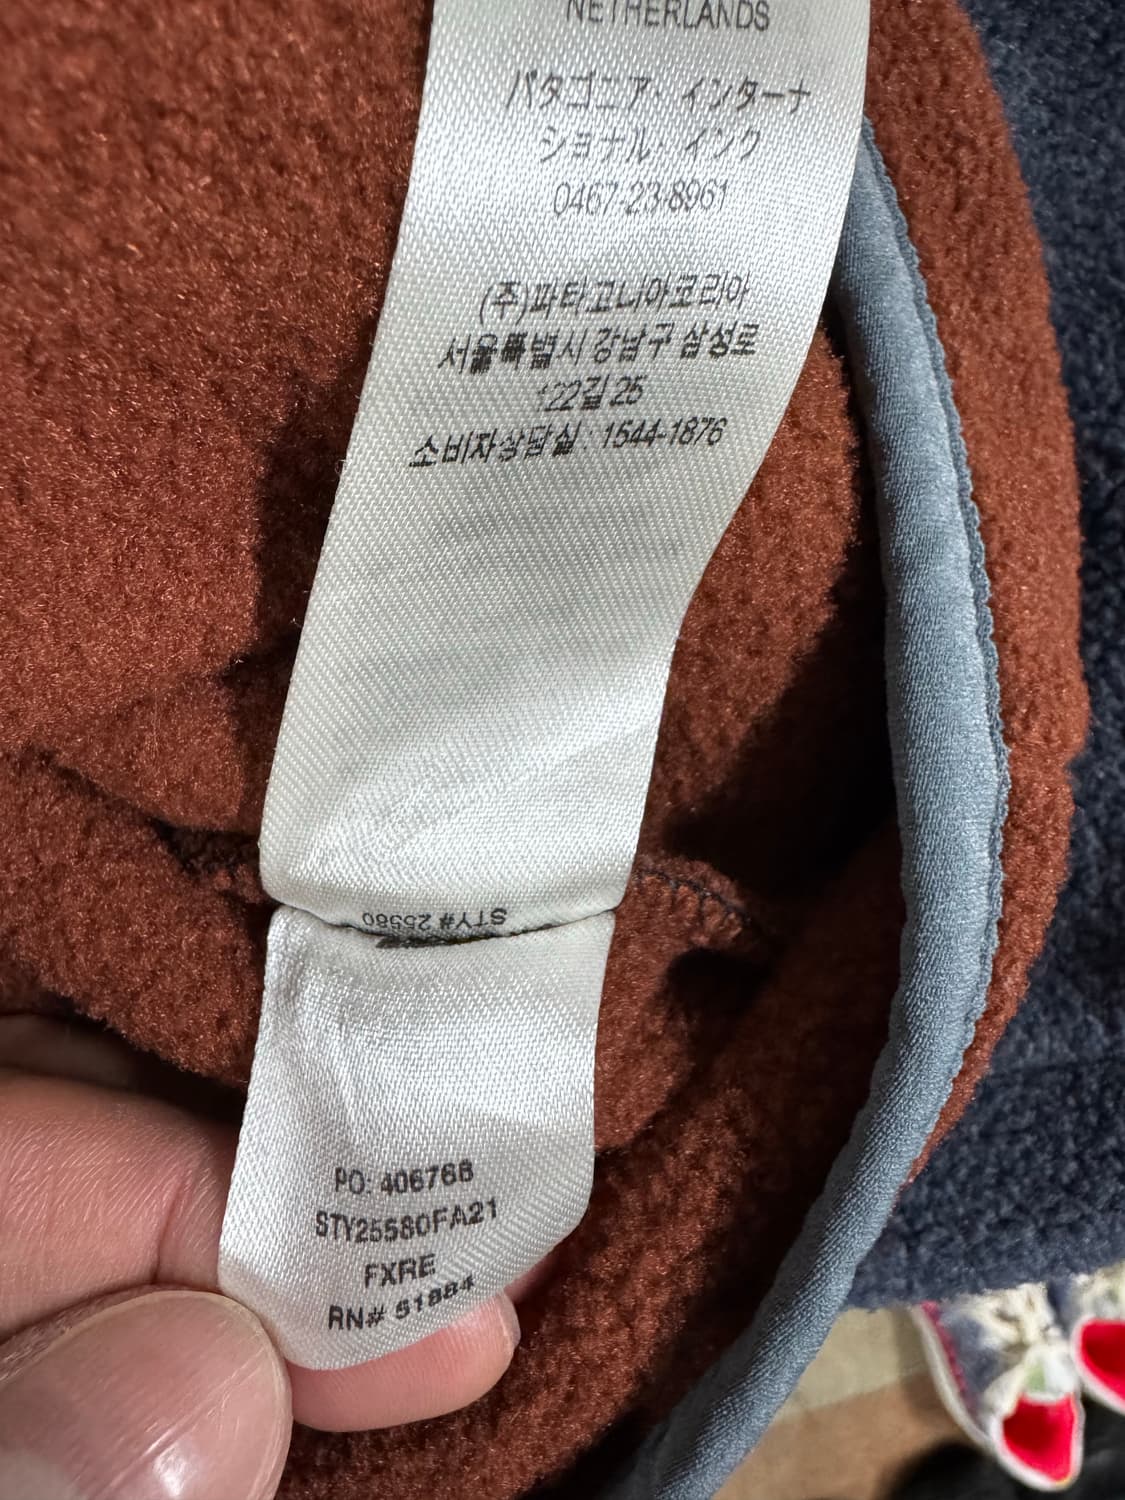 NETHERLANDS
パタゴニア・インターナ
ショナル・インク
0467-23-8961
(주)파타고니아코리아
서울특별시 강남구 삼성로
122길 25
소비자상담실 : 1544-1876
STY# 25580
PO: 406768
STY25580FA21
FXRE
RN# 51884